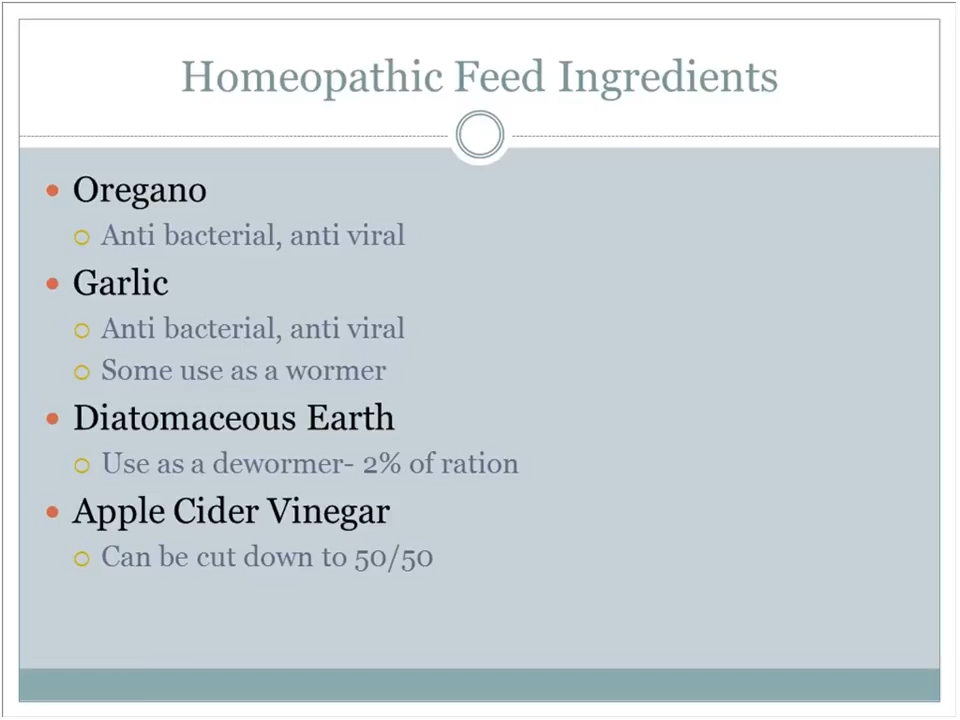 Homeopathic Feed Ingredients
Oregano
Anti bacterial, anti viral
Garlic
Anti bacterial, anti viral
Some use as a wormer
Diatomaceous Earth
Use as a dewormer- 2% of ration
Apple Cider Vinegar
Can be cut down to 50/50